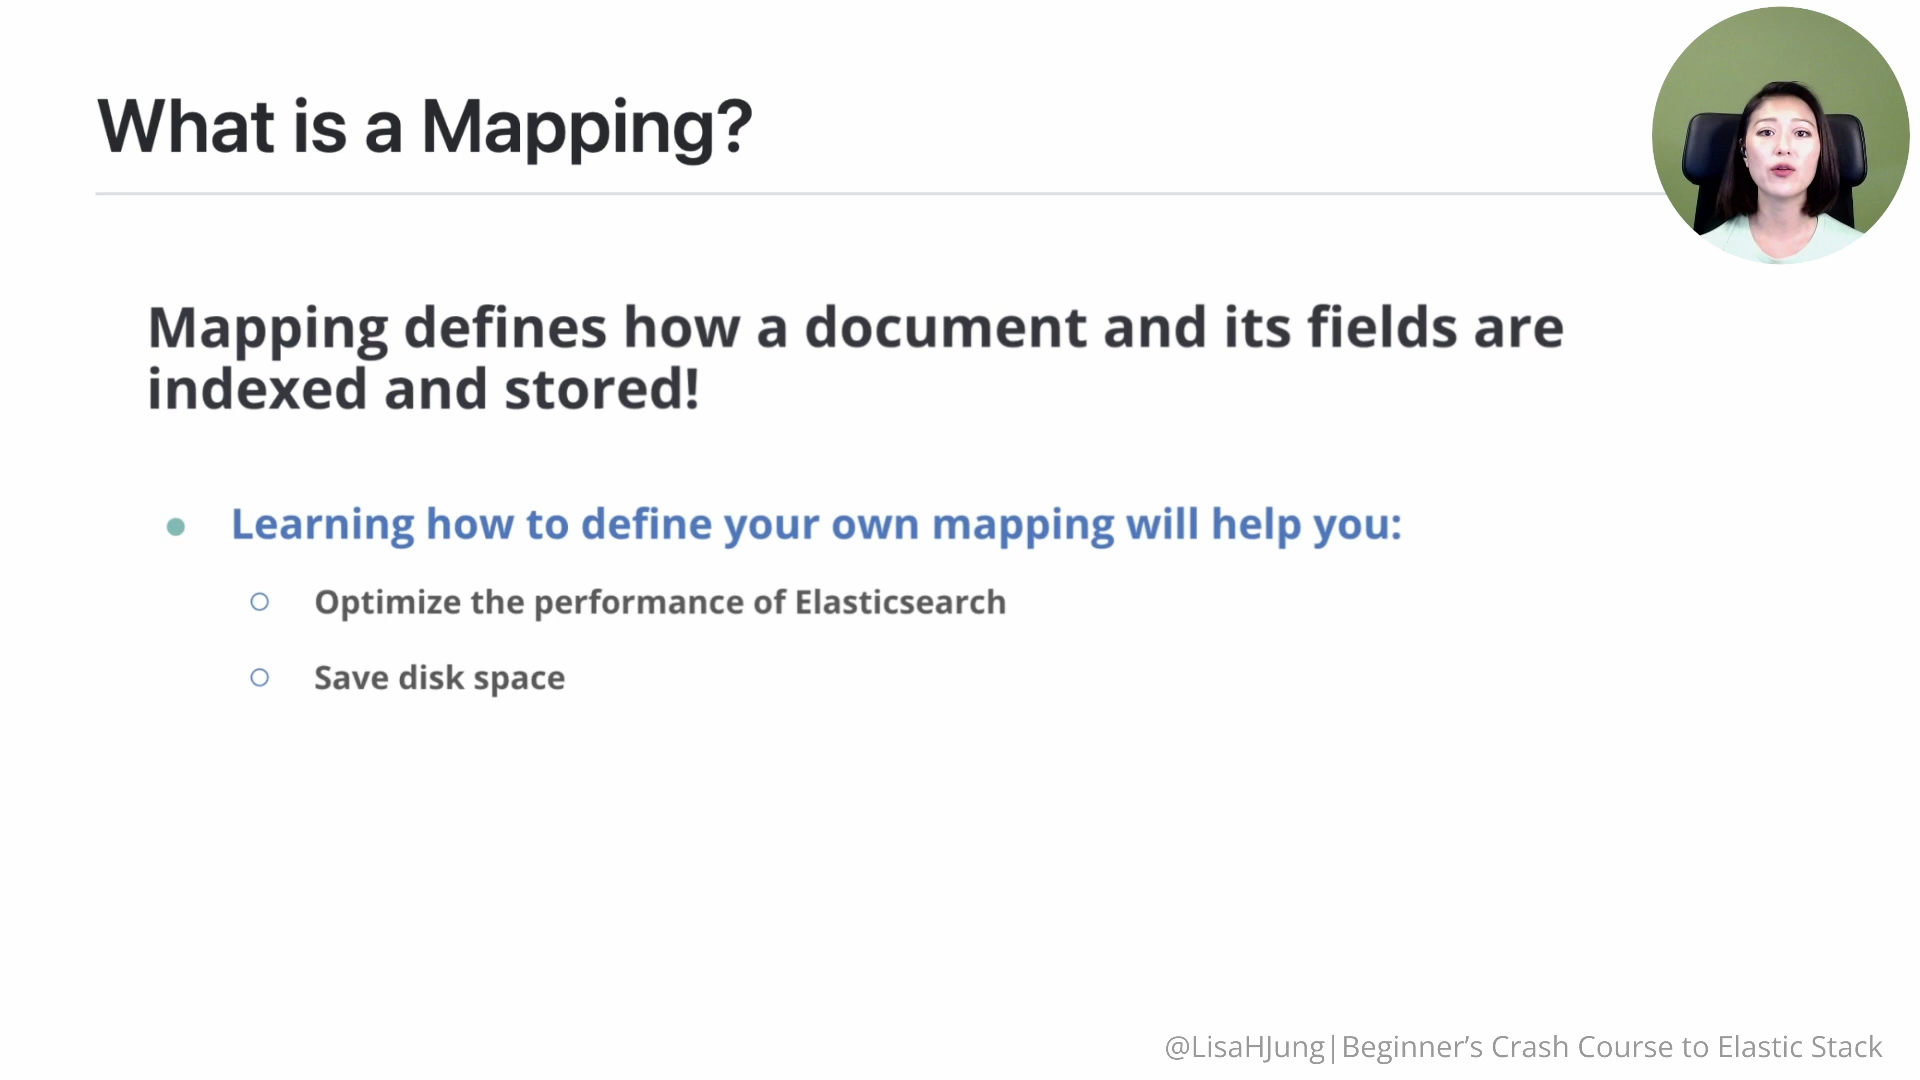 What is a Mapping?
Mapping defines how a document and its fields are
indexed and stored!
● Learning how to define your own mapping will help you:
○ Optimize the performance of Elasticsearch
○ Save disk space
@LisaHJung|Beginner’s Crash Course to Elastic Stack